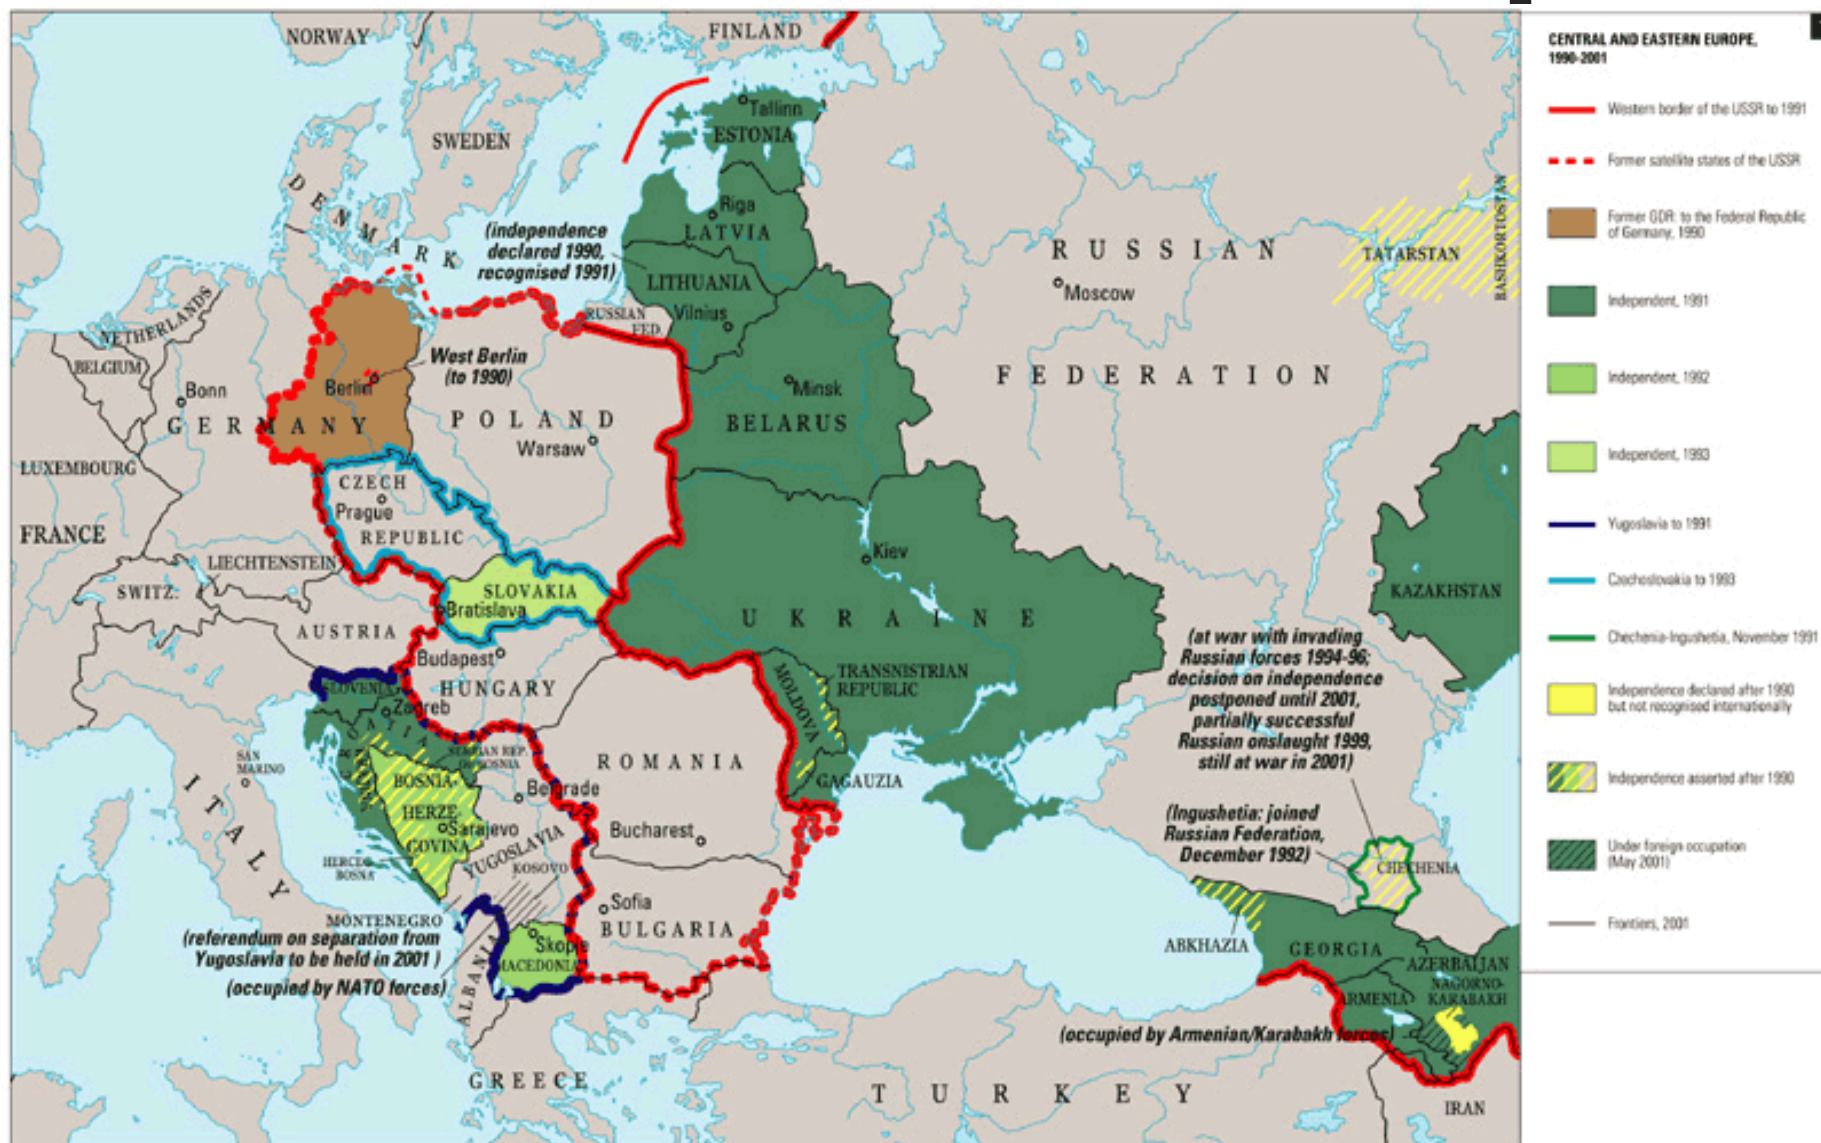 NORWAY
FINLAND
SWEDEN
Tallinn
ESTONIA
DENMARK
Riga
LATVIA
(independence
declared 1990,
recognised 1991)
LITHUANIA
Vilnius
RUSSIAN
FED.
RUSSIAN
FEDERATION
Moscow
TATARSTAN
BASHKORTOSTAN
NETHERLANDS
BELGIUM
Bonn
GERMANY
Berlin
West Berlin
(to 1990)
POLAND
Warsaw
Minsk
BELARUS
LUXEMBOURG
FRANCE
CZECH
Prague
REPUBLIC
LIECHTENSTEIN
SWITZ.
SLOVAKIA
Bratislava
AUSTRIA
Budapest
HUNGARY
Kiev
UKRAINE
KAZAKHSTAN
SLOVENIA
Zagreb
CROATIA
MOLDOVA
TRANSNISTRIAN
REPUBLIC
GAGAUZIA
(at war with invading
Russian forces 1994-96;
decision on independence
postponed until 2001,
partially successful
Russian onslaught 1999,
still at war in 2001)
SAN
MARINO
ITALY
SERBIAN REP.
OF BOSNIA
BOSNIA-
HERZE-
GOVINA
Sarajevo
Belgrade
ROMANIA
Bucharest
YUGOSLAVIA
KOSOVO
HERCEG-
BOSNA
(Ingushetia: joined
Russian Federation,
December 1992)
CHECHENIA
MONTENEGRO
(referendum on separation from
Yugoslavia to be held in 2001 )
(occupied by NATO forces)
Sofia
BULGARIA
Skopje
MACEDONIA
ALBANIA
ABKHAZIA
GEORGIA
AZERBAIJAN
NAGORNO-
KARABAKH
ARMENIA
(occupied by Armenian/Karabakh forces)
GREECE
TURKEY
IRAN
CENTRAL AND EASTERN EUROPE,
1990-2001
Western border of the USSR to 1991
Former satellite states of the USSR
Former GDR: to the Federal Republic
of Germany, 1990
Independent, 1991
Independent, 1992
Independent, 1993
Yugoslavia to 1991
Czechoslovakia to 1993
Chechenia-Ingushetia, November 1991
Independence declared after 1990
but not recognised internationally
Independence asserted after 1990
Under foreign occupation
(May 2001)
Frontiers, 2001